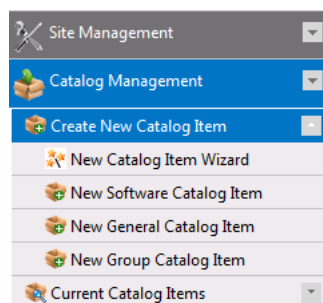 Site Management
Catalog Management
Create New Catalog Item
New Catalog Item Wizard
New Software Catalog Item
New General Catalog Item
New Group Catalog Item
Current Catalog Items